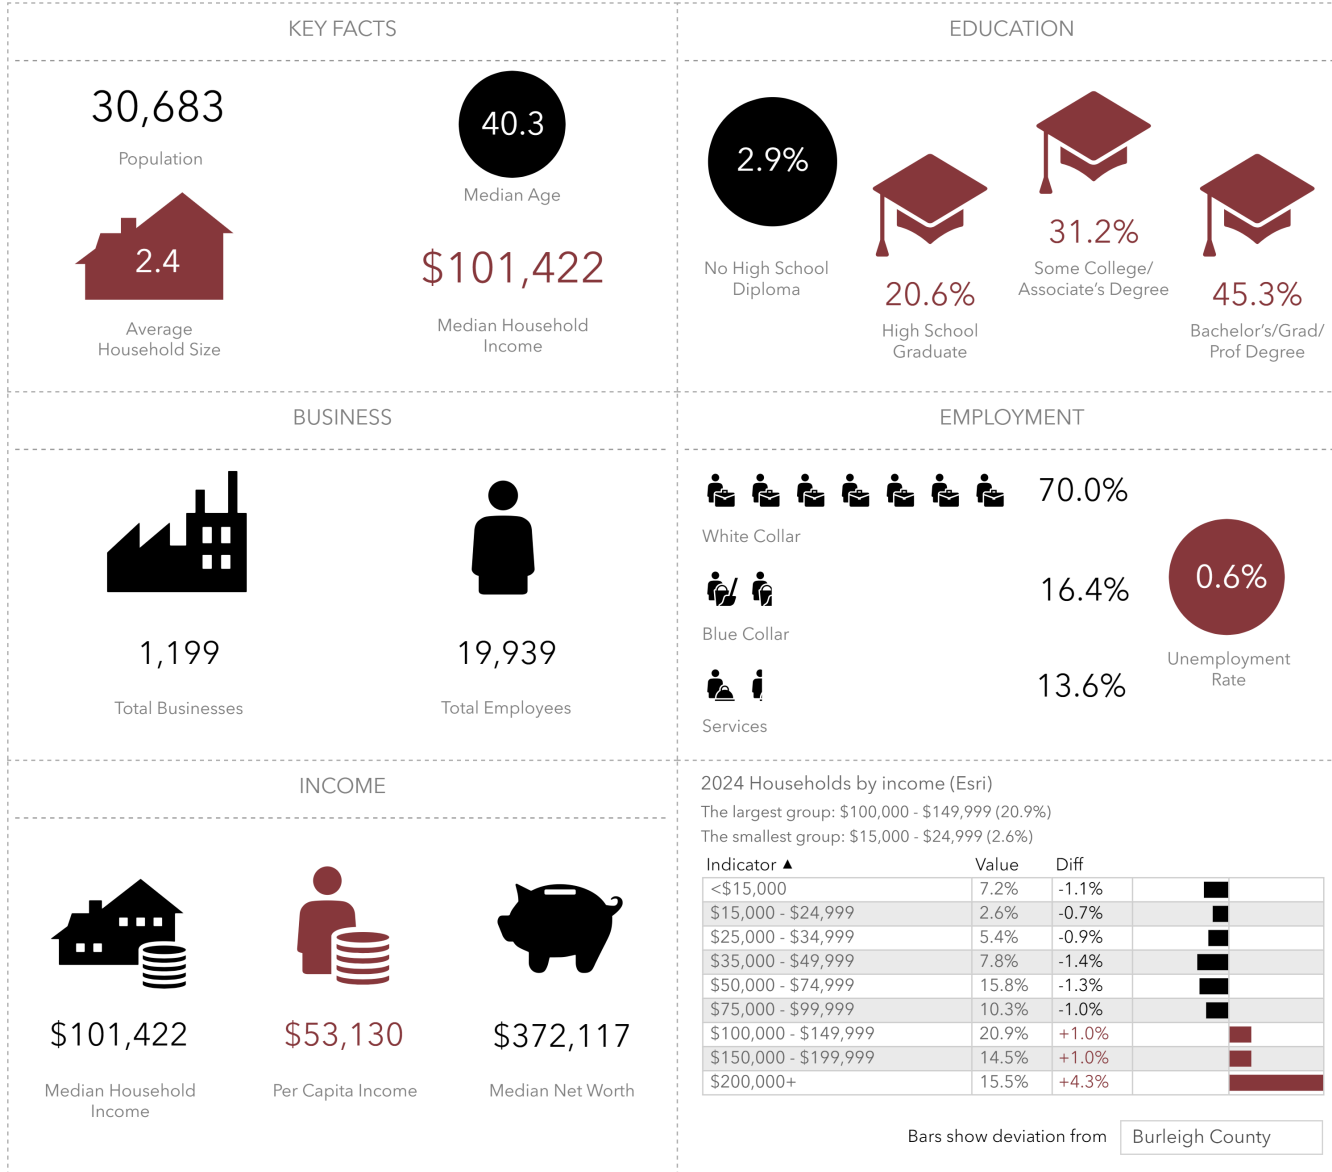 KEY FACTS
30,683
Population
40.3
Median Age
2.4
Average
Household Size
$101,422
Median Household
Income
EDUCATION
2.9%
No High School
Diploma
20.6%
High School
Graduate
31.2%
Some College/
Associate's Degree
45.3%
Bachelor's/Grad/
Prof Degree
BUSINESS
1,199
Total Businesses
19,939
Total Employees
EMPLOYMENT
70.0%
White Collar
16.4%
Blue Collar
13.6%
Services
0.6%
Unemployment
Rate
INCOME
$101,422
Median Household
Income
$53,130
Per Capita Income
$372,117
Median Net Worth
2024 Households by income (Esri)
The largest group: $100,000 - $149,999 (20.9%)
The smallest group: $15,000 - $24,999 (2.6%)
Indicator ▲ Value Diff
<$15,000 7.2% -1.1%
$15,000 - $24,999 2.6% -0.7%
$25,000 - $34,999 5.4% -0.9%
$35,000 - $49,999 7.8% -1.4%
$50,000 - $74,999 15.8% -1.3%
$75,000 - $99,999 10.3% -1.0%
$100,000 - $149,999 20.9% +1.0%
$150,000 - $199,999 14.5% +1.0%
$200,000+ 15.5% +4.3%
Bars show deviation from Burleigh County